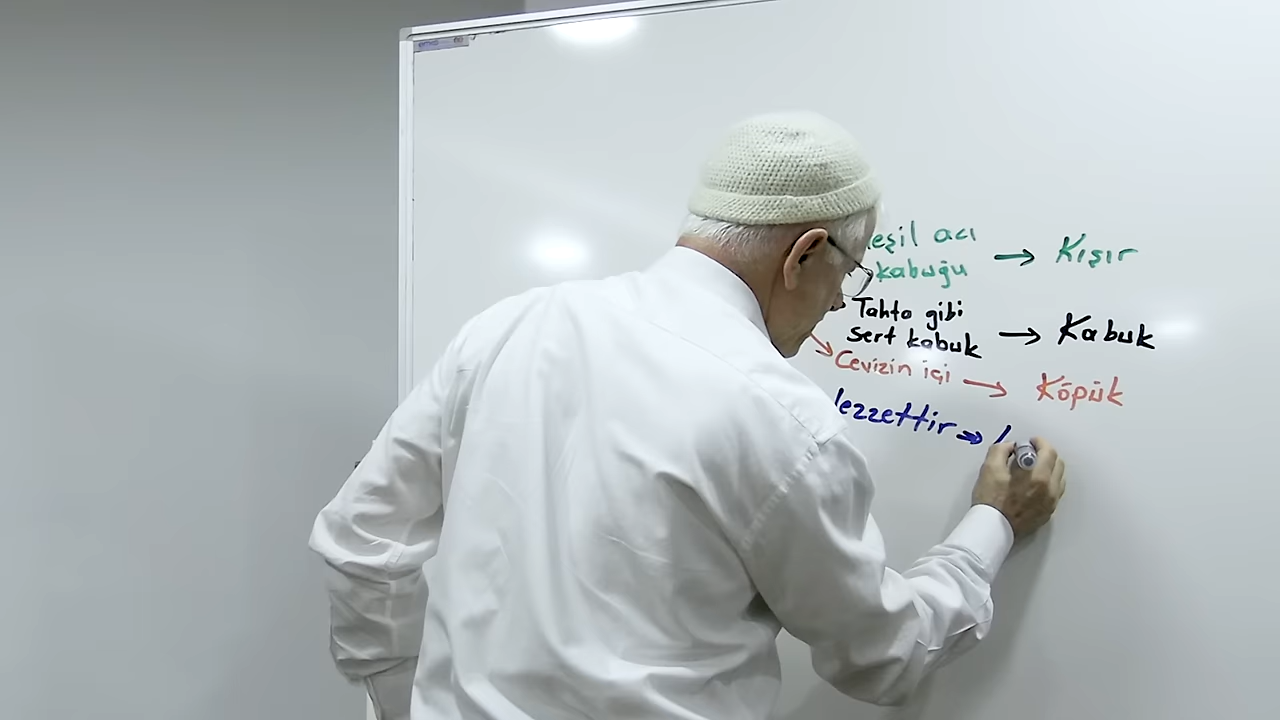 eşil acı → Kışır
kabuğu
Tahta gibi
sert kabuk → Kabuk
Cevizin içi → Köpük
lezzettir →